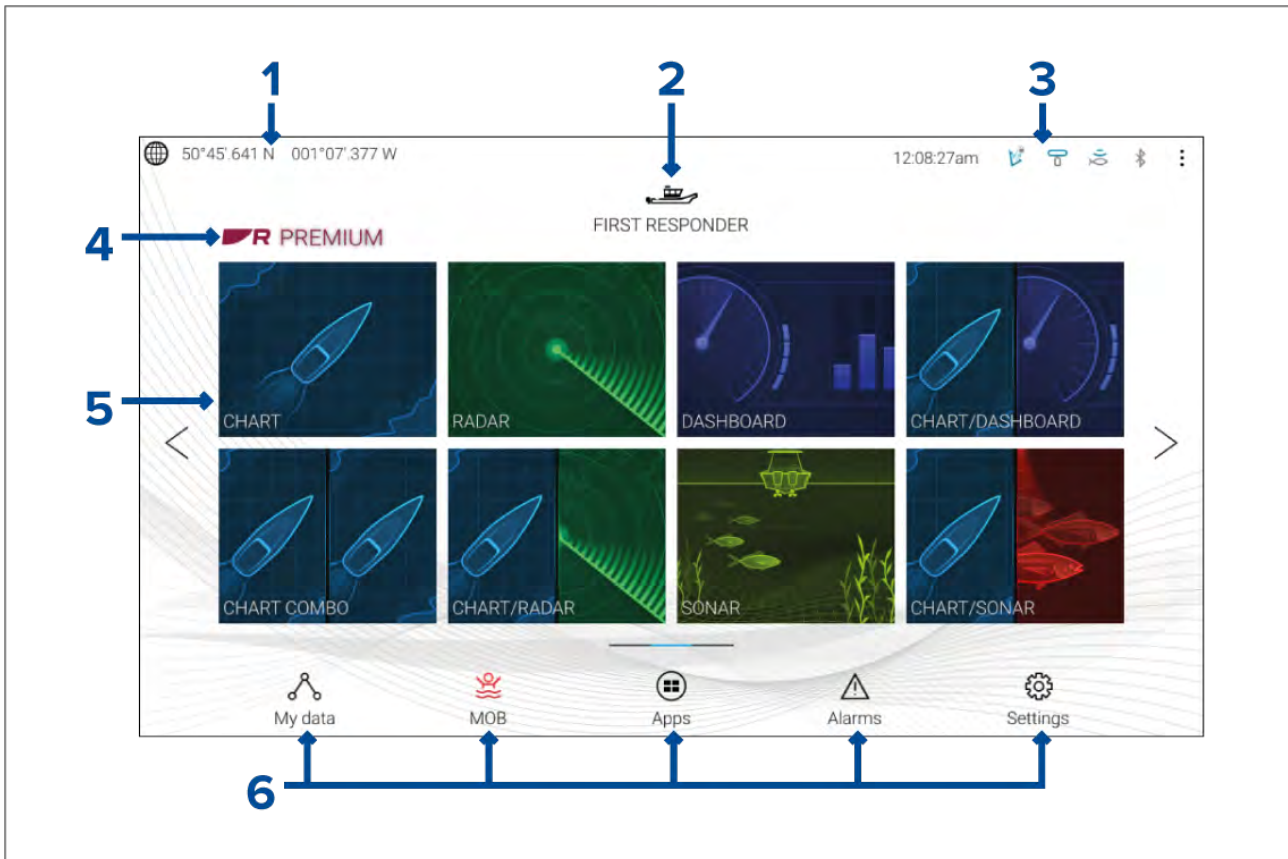 1 2 3
50°45'.641 N 001°07'.377 W 12:08:27am
FIRST RESPONDER
4 R PREMIUM
5
CHART RADAR DASHBOARD CHART/DASHBOARD
CHART COMBO CHART/RADAR SONAR CHART/SONAR
My data MOB Apps Alarms Settings
6